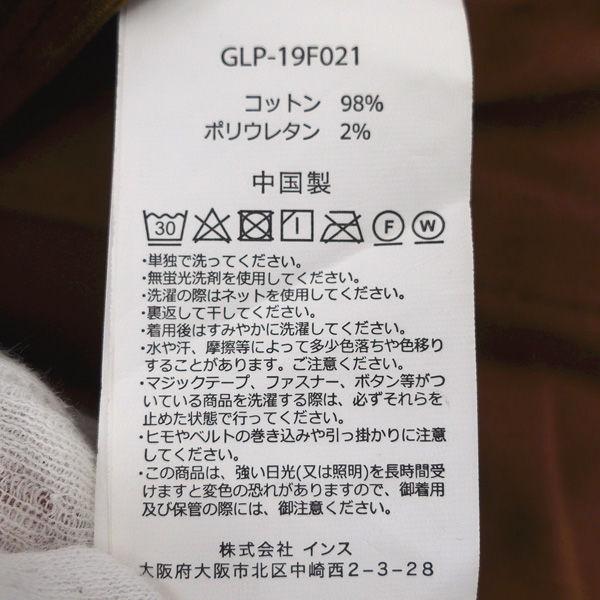 GLP-19F021
コットン 98%
ポリウレタン 2%
中国製
30 F W
・単独で洗ってください。
・無蛍光洗剤を使用してください。
・洗濯の際はネットを使用してください。
・裏返して干してください。
・着用後はすみやかに洗濯してください。
・水や汗、摩擦等によって多少色落ちや色移り
することがあります。ご注意ください。
・マジックテープ、ファスナー、ボタン等がつ
いている商品を洗濯する際は、必ずそれらを
止めた状態で行ってください。
・ヒモやベルトの巻き込みや引っ掛かりに注意
してください。
・この商品は、強い日光(又は照明)を長時間受
けますと変色の恐れがありますので、御着用
及び保管の際には、御注意ください。
株式会社 インス
大阪府大阪市北区中崎西2-3-28